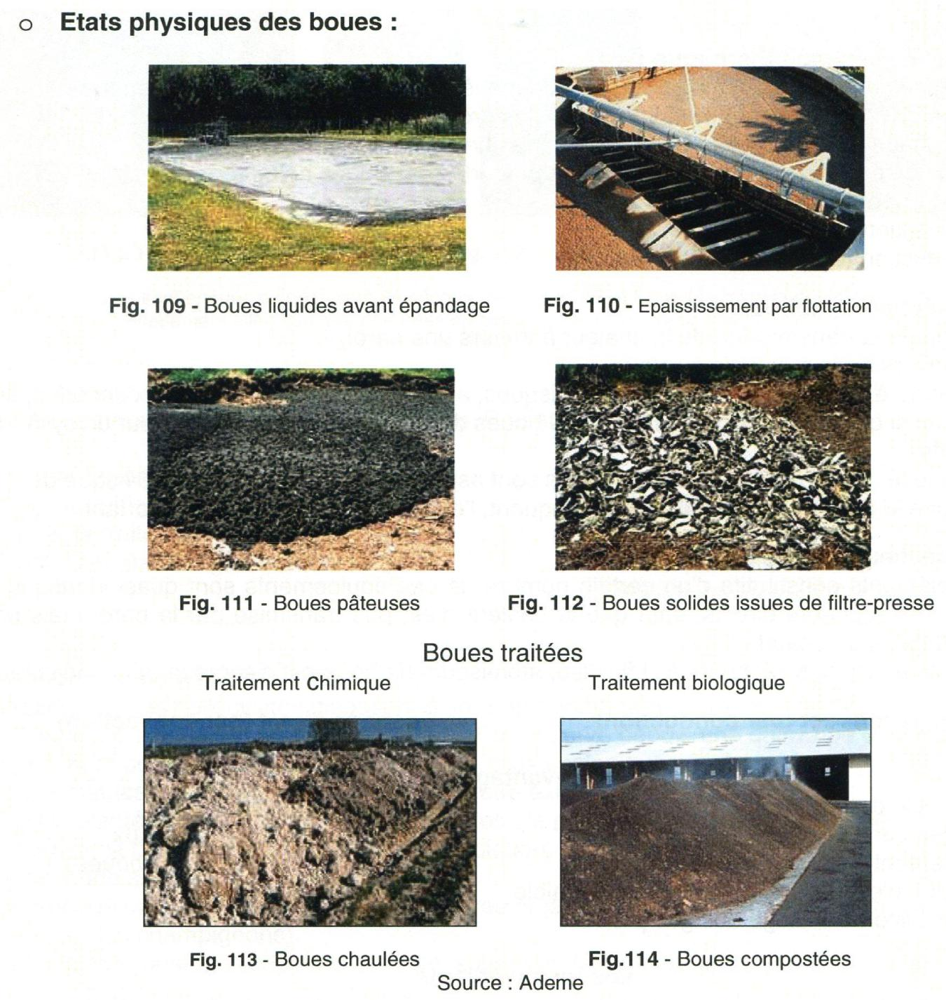 o Etats physiques des boues :
Fig. 109 - Boues liquides avant épandage
Fig. 110 - Epaississement par flottation
Fig. 111 - Boues pâteuses
Fig. 112 - Boues solides issues de filtre-presse
Boues traitées
Traitement Chimique
Traitement biologique
Fig. 113 - Boues chaulées
Fig.114 - Boues compostées
Source : Ademe